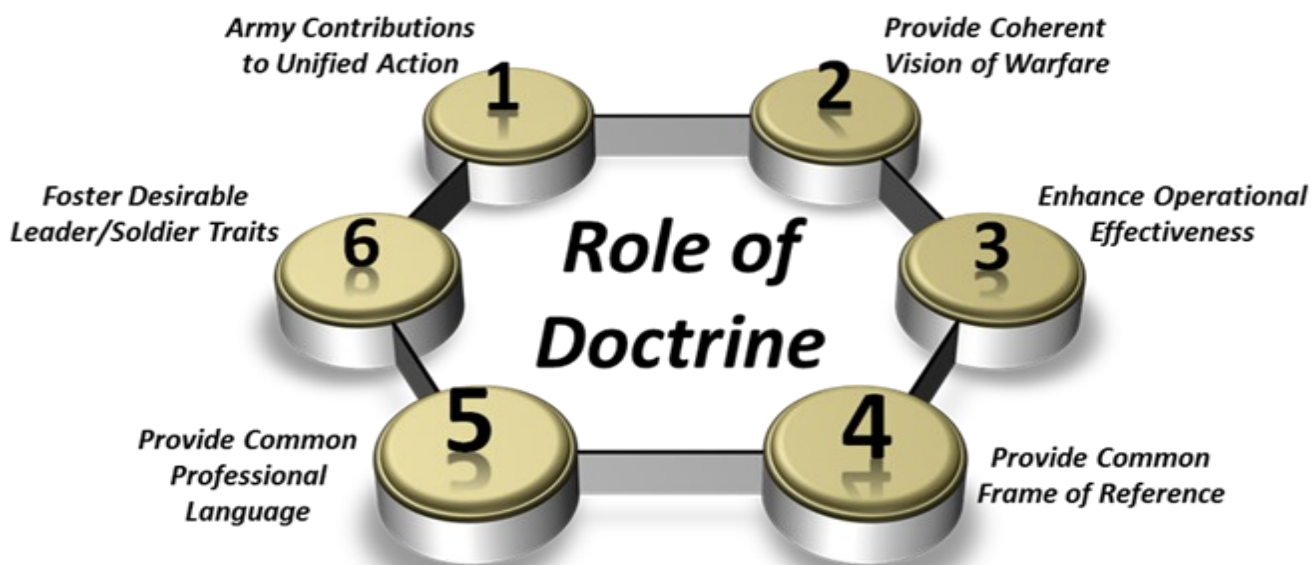 Army Contributions
to Unified Action
1
2
Provide Coherent
Vision of Warfare
Foster Desirable
Leader/Soldier Traits
6
Role of
Doctrine
3
Enhance Operational
Effectiveness
Provide Common
Professional
Language
5
4
Provide Common
Frame of Reference